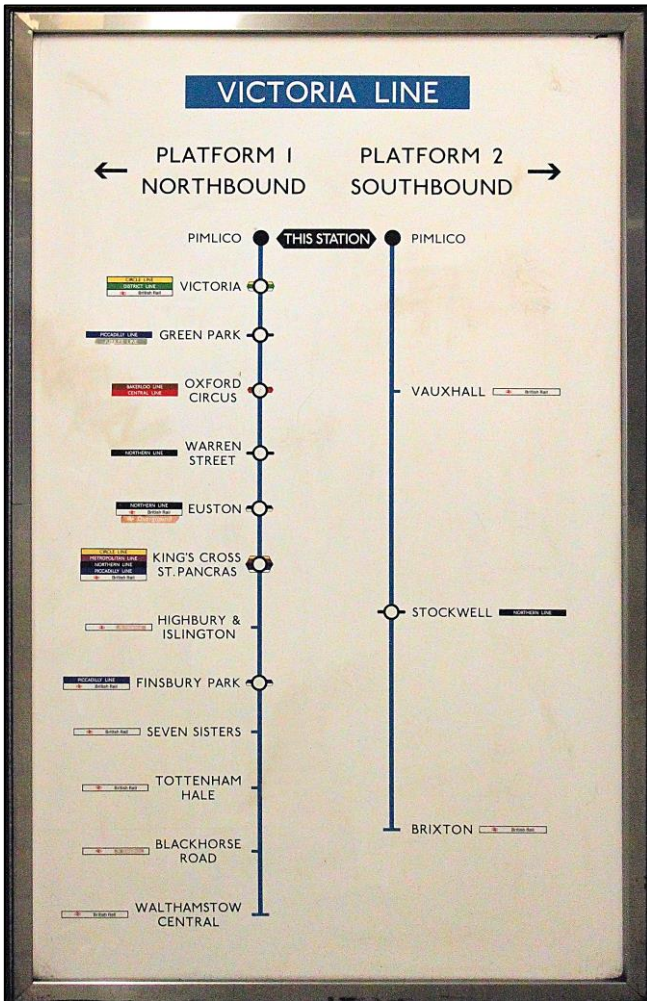 VICTORIA LINE
PLATFORM 1
NORTHBOUND
PLATFORM 2
SOUTHBOUND
PIMLICO
THIS STATION
PIMLICO
CIRCLE LINE
DISTRICT LINE
British Rail
VICTORIA
PICCADILLY LINE
JUBILEE LINE
GREEN PARK
BAKERLOO LINE
CENTRAL LINE
OXFORD
CIRCUS
VAUXHALL
British Rail
NORTHERN LINE
WARREN
STREET
NORTHERN LINE
British Rail
Overground
EUSTON
CIRCLE LINE
METROPOLITAN LINE
NORTHERN LINE
PICCADILLY LINE
British Rail
KING'S CROSS
ST. PANCRAS
STOCKWELL
NORTHERN LINE
HIGHBURY &
ISLINGTON
PICCADILLY LINE
British Rail
FINSBURY PARK
British Rail
SEVEN SISTERS
British Rail
TOTTENHAM
HALE
BRIXTON
British Rail
BLACKHORSE
ROAD
British Rail
WALTHAMSTOW
CENTRAL